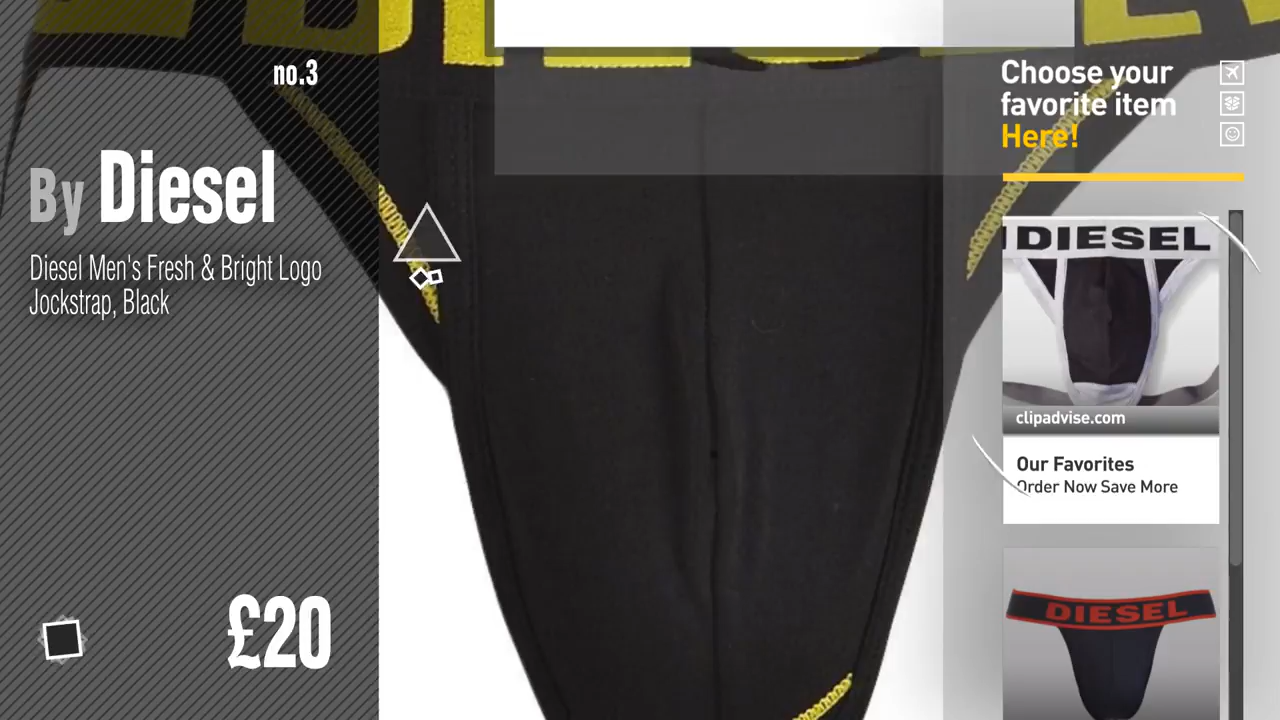 DIESEL
no.3
By Diesel
Diesel Men's Fresh & Bright Logo
Jockstrap, Black
£20
Choose your
favorite item
Here!
DIESEL
clipadvise.com
Our Favorites
Order Now Save More
DIESEL